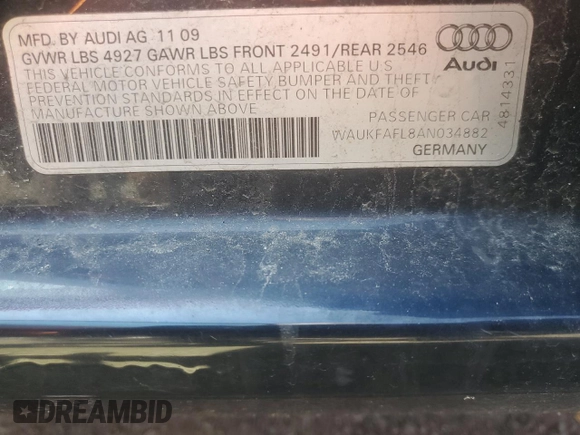 MFD. BY AUDI AG 11 09
GVWR LBS 4927 GAWR LBS FRONT 2491/REAR 2546
THIS VEHICLE CONFORMS TO ALL APPLICABLE U.S.
FEDERAL MOTOR VEHICLE SAFETY, BUMPER AND THEFT
PREVENTION STANDARDS IN EFFECT ON THE DATE OF
MANUFACTURE SHOWN ABOVE.
Audi
PASSENGER CAR
WAUKFAFL8AN034882
GERMANY
4814331
DREAMBID